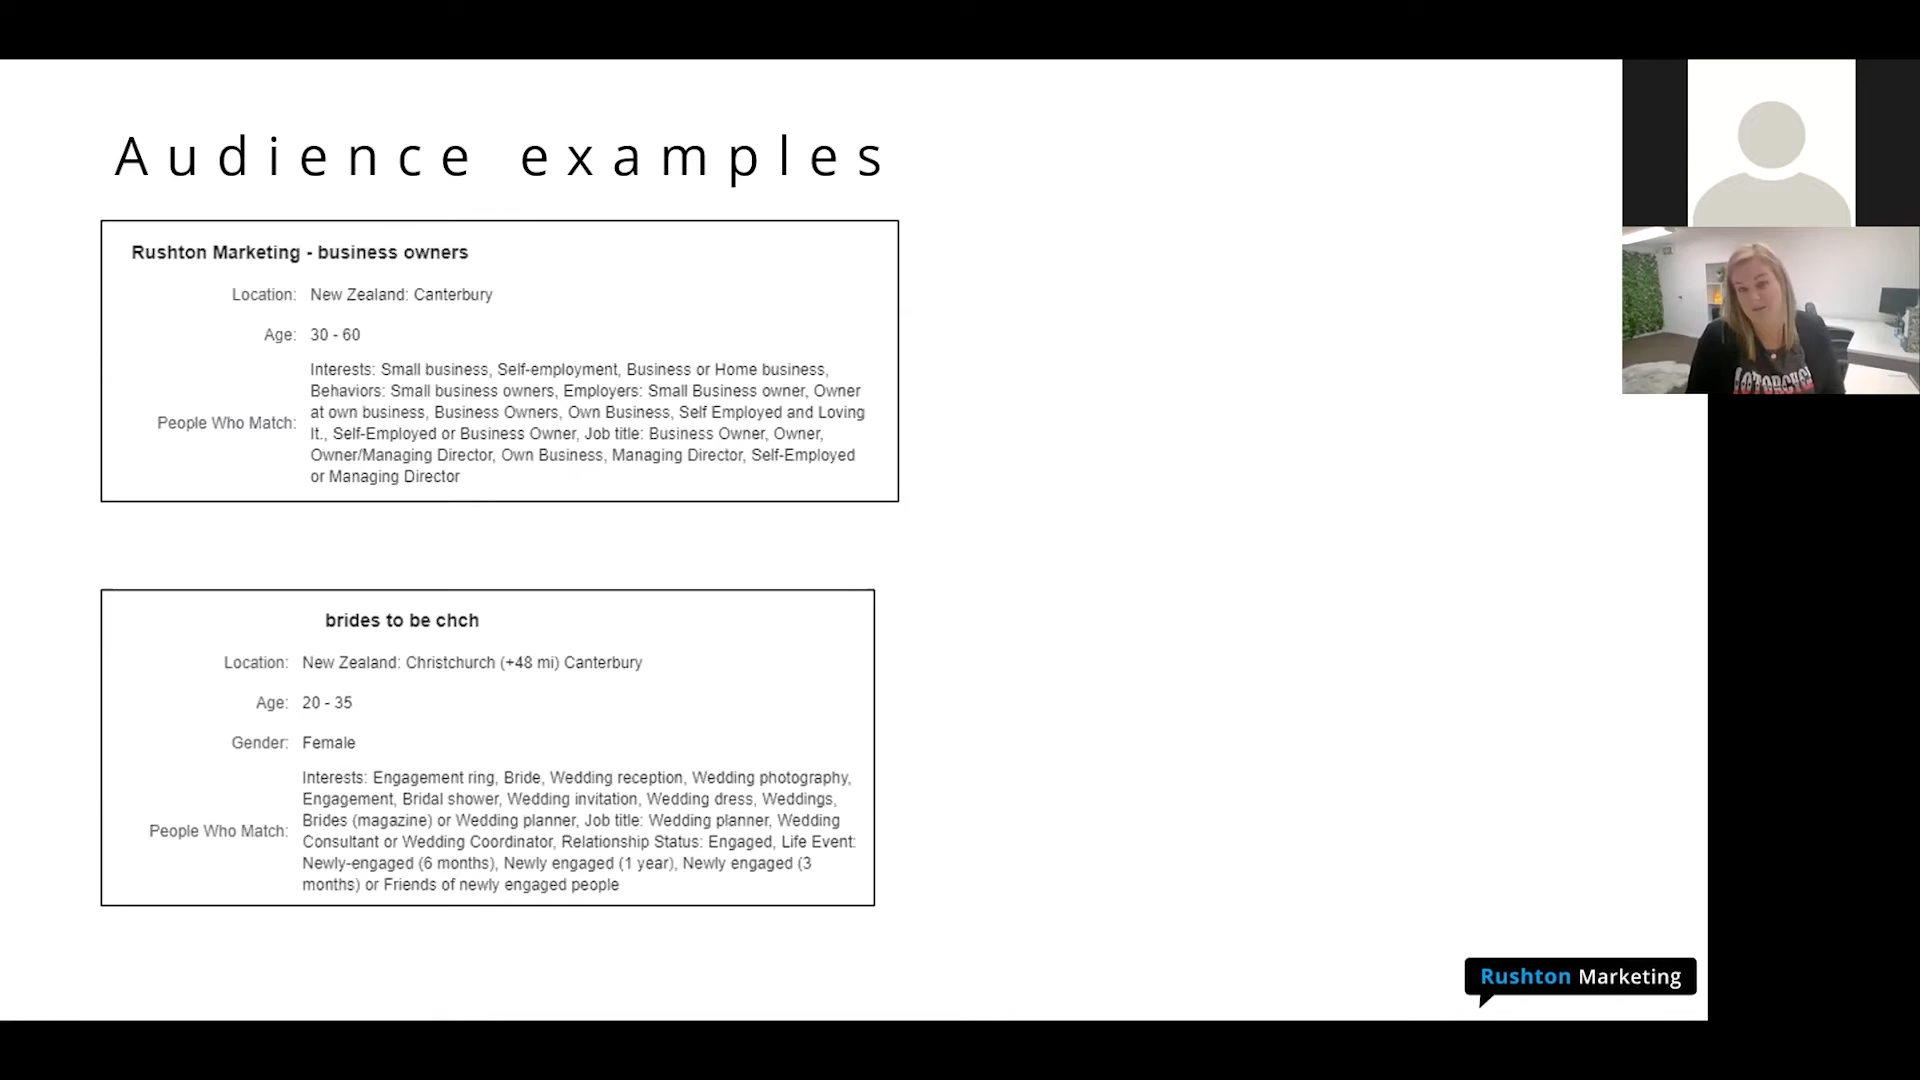 Audience examples
Rushton Marketing - business owners
Location: New Zealand: Canterbury
Age: 30 - 60
People Who Match: Interests: Small business, Self-employment, Business or Home business,
Behaviors: Small business owners, Employers: Small Business owner, Owner
at own business, Business Owners, Own Business, Self Employed and Loving
It., Self-Employed or Business Owner, Job title: Business Owner, Owner,
Owner/Managing Director, Own Business, Managing Director, Self-Employed
or Managing Director
brides to be chch
Location: New Zealand: Christchurch (+48 mi) Canterbury
Age: 20 - 35
Gender: Female
People Who Match: Interests: Engagement ring, Bride, Wedding reception, Wedding photography,
Engagement, Bridal shower, Wedding invitation, Wedding dress, Weddings,
Brides (magazine) or Wedding planner, Job title: Wedding planner, Wedding
Consultant or Wedding Coordinator, Relationship Status: Engaged, Life Event:
Newly-engaged (6 months), Newly engaged (1 year), Newly engaged (3
months) or Friends of newly engaged people
Rushton Marketing